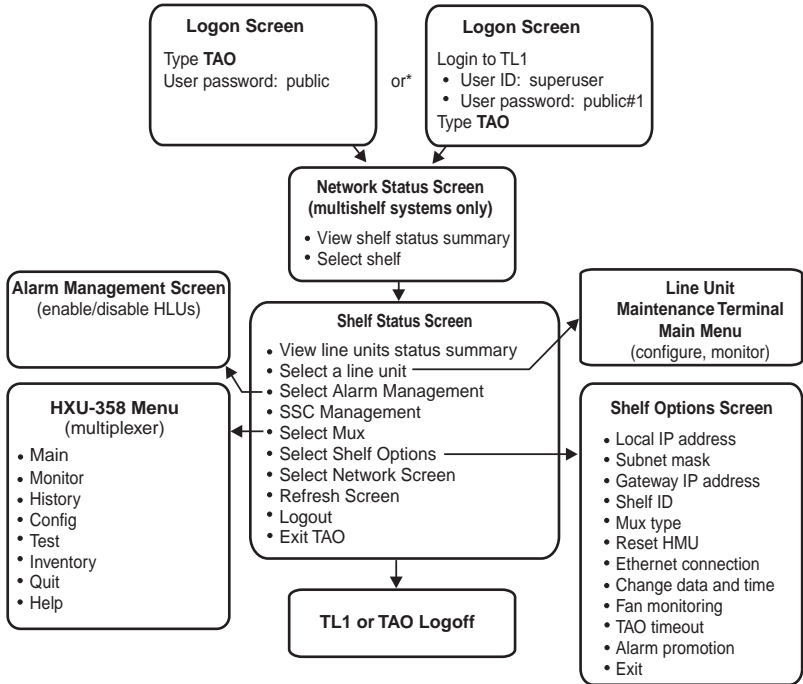 Logon Screen
Type TAO
User password: public
or*
Logon Screen
Login to TL1
• User ID: superuser
• User password: public#1
Type TAO
Network Status Screen
(multishelf systems only)
• View shelf status summary
• Select shelf
Alarm Management Screen
(enable/disable HLUs)
Shelf Status Screen
• View line units status summary
• Select a line unit
• Select Alarm Management
• SSC Management
• Select Mux
• Select Shelf Options
• Select Network Screen
• Refresh Screen
• Logout
• Exit TAO
Line Unit
Maintenance Terminal
Main Menu
(configure, monitor)
HXU-358 Menu
(multiplexer)
• Main
• Monitor
• History
• Config
• Test
• Inventory
• Quit
• Help
Shelf Options Screen
• Local IP address
• Subnet mask
• Gateway IP address
• Shelf ID
• Mux type
• Reset HMU
• Ethernet connection
• Change data and time
• Fan monitoring
• TAO timeout
• Alarm promotion
• Exit
TL1 or TAO Logoff